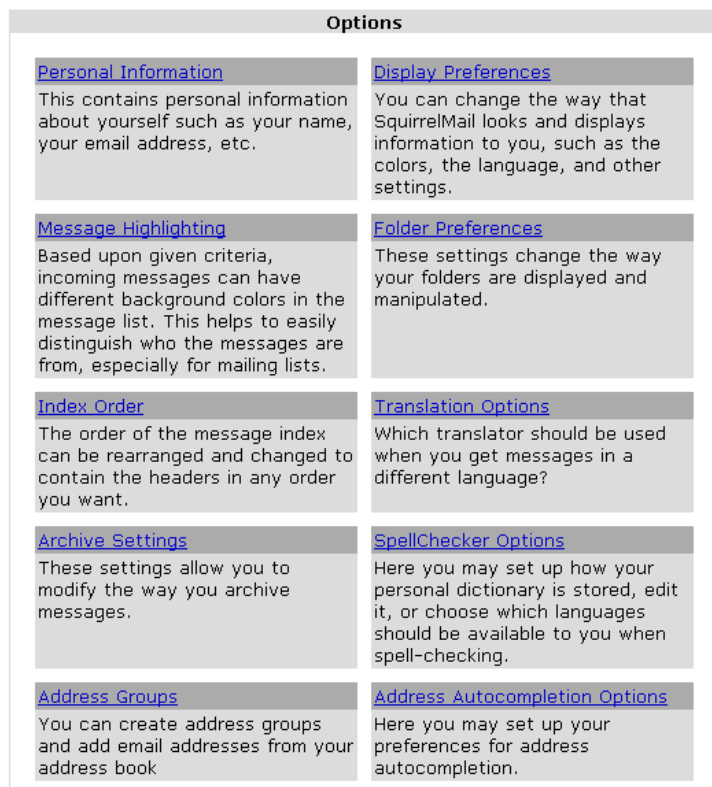 Options
Personal Information
This contains personal information
about yourself such as your name,
your email address, etc.
Display Preferences
You can change the way that
SquirrelMail looks and displays
information to you, such as the
colors, the language, and other
settings.
Message Highlighting
Based upon given criteria,
incoming messages can have
different background colors in the
message list. This helps to easily
distinguish who the messages are
from, especially for mailing lists.
Folder Preferences
These settings change the way
your folders are displayed and
manipulated.
Index Order
The order of the message index
can be rearranged and changed to
contain the headers in any order
you want.
Translation Options
Which translator should be used
when you get messages in a
different language?
Archive Settings
These settings allow you to
modify the way you archive
messages.
SpellChecker Options
Here you may set up how your
personal dictionary is stored, edit
it, or choose which languages
should be available to you when
spell-checking.
Address Groups
You can create address groups
and add email addresses from your
address book
Address Autocompletion Options
Here you may set up your
preferences for address
autocompletion.